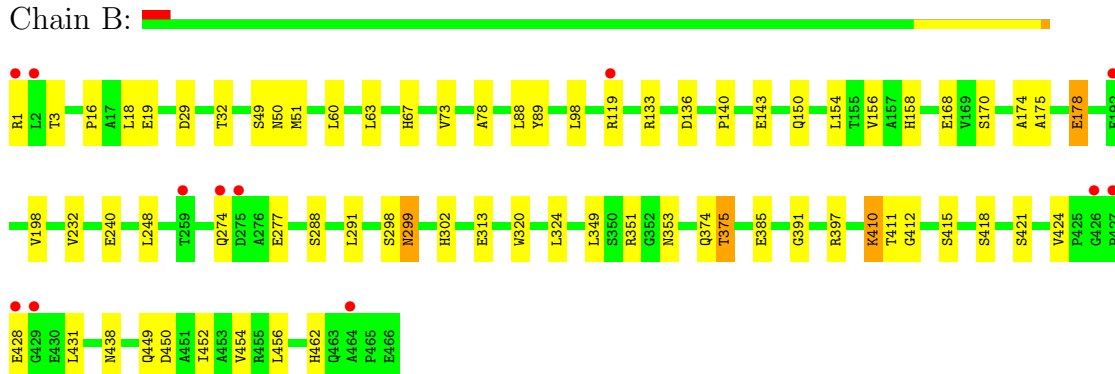 Chain B:
R1 L2 T3 P16 A17 L18 E19 D29 T32 S49 N50 M51 L60 L63 H67 V73 A78 L88 Y89 L98 R119 R133 D136 P140 E143 Q150 L154 T155 V156 A157 H158 E168 V169 S170 A174 A175 E178
V198 V232 E240 L248 T259 Q274 D275 A276 E277 S288 L291 S298 N299 H302 E313 W320 L324 L349 S350 R351 G352 N353 Q374 T375 E385 G391 R397 K410 T411 G412 S415 S418 S421 V424 P425 G426
E428 G429 E430 L431 N438 Q449 D450 A451 I452 A453 V454 R455 L456 H462 Q463 A464 P465 E466